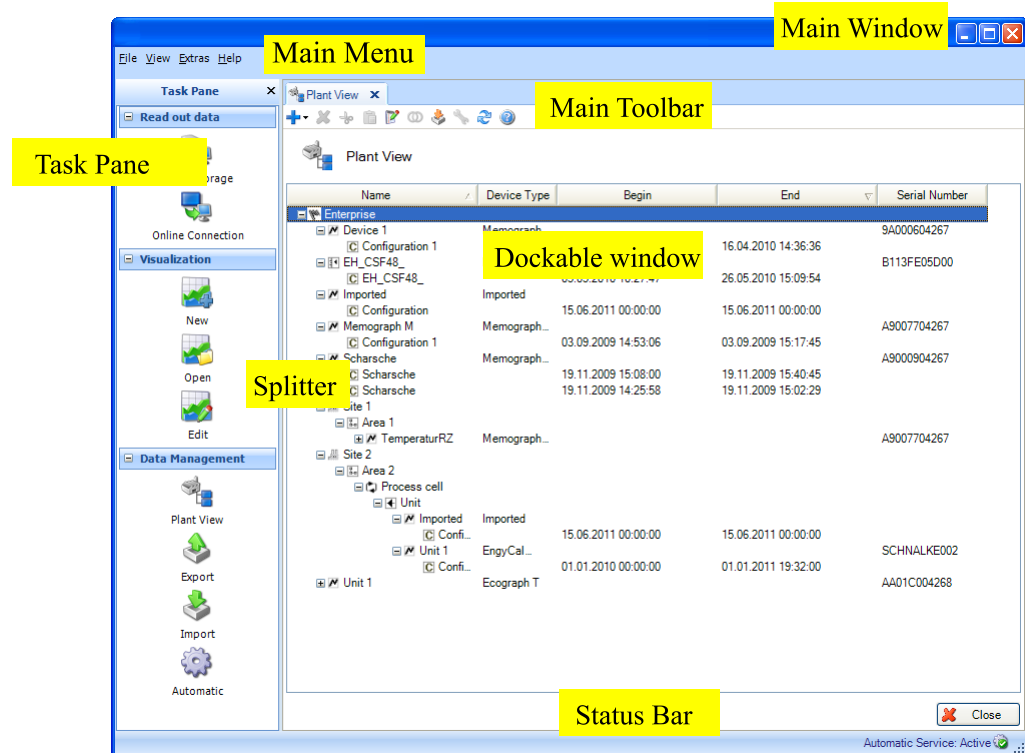 Main Window
Main Menu
File View Extras Help
Task Pane
Plant View
Main Toolbar
Read out data
Task Pane
Plant View
Online Connection
Name Device Type Begin End Serial Number
Enterprise
Device 1 9A000604267
Configuration 1 16.04.2010 14:36:36
Visualization
EH_CSF48_ B113FE05D00
Dockable window
EH_CSF48_ 26.05.2010 15:09:54
Imported Imported
Configuration 15.06.2011 00:00:00 15.06.2011 00:00:00
New
Memograph M Memograph... A9007704267
Configuration 1 03.09.2009 14:53:06 03.09.2009 15:17:45
Scharsche Memograph... A9000904267
Open
Splitter
Scharsche 19.11.2009 15:08:00 19.11.2009 15:40:45
Scharsche 19.11.2009 14:25:58 19.11.2009 15:02:29
Site 1
Area 1
Edit
TemperaturRZ Memograph... A9007704267
Data Management
Site 2
Area 2
Process cell
Unit
Plant View
Imported Imported
Confi... 15.06.2011 00:00:00 15.06.2011 00:00:00
Unit 1 EngyCal... SCHNALKE002
Confi... 01.01.2010 00:00:00 01.01.2011 19:32:00
Export
Unit 1 Ecograph T AA01C004268
Import
Automatic
Status Bar
Close
Automatic Service: Active